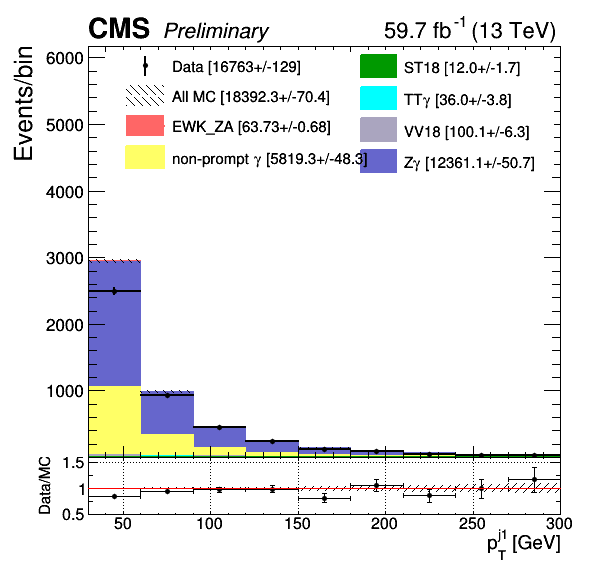 CMS Preliminary 59.7 fb⁻¹ (13 TeV)
Events/bin
6000
5000
4000
3000
2000
1000
Data [16763+/-129]
All MC [18392.3+/-70.4]
EWK_ZA [63.73+/-0.68]
non-prompt γ [5819.3+/-48.3]
ST18 [12.0+/-1.7]
TTγ [36.0+/-3.8]
VV18 [100.1+/-6.3]
Zγ [12361.1+/-50.7]
Data/MC
1.5
1
0.5
50 100 150 200 250 300
p_T^j1 [GeV]